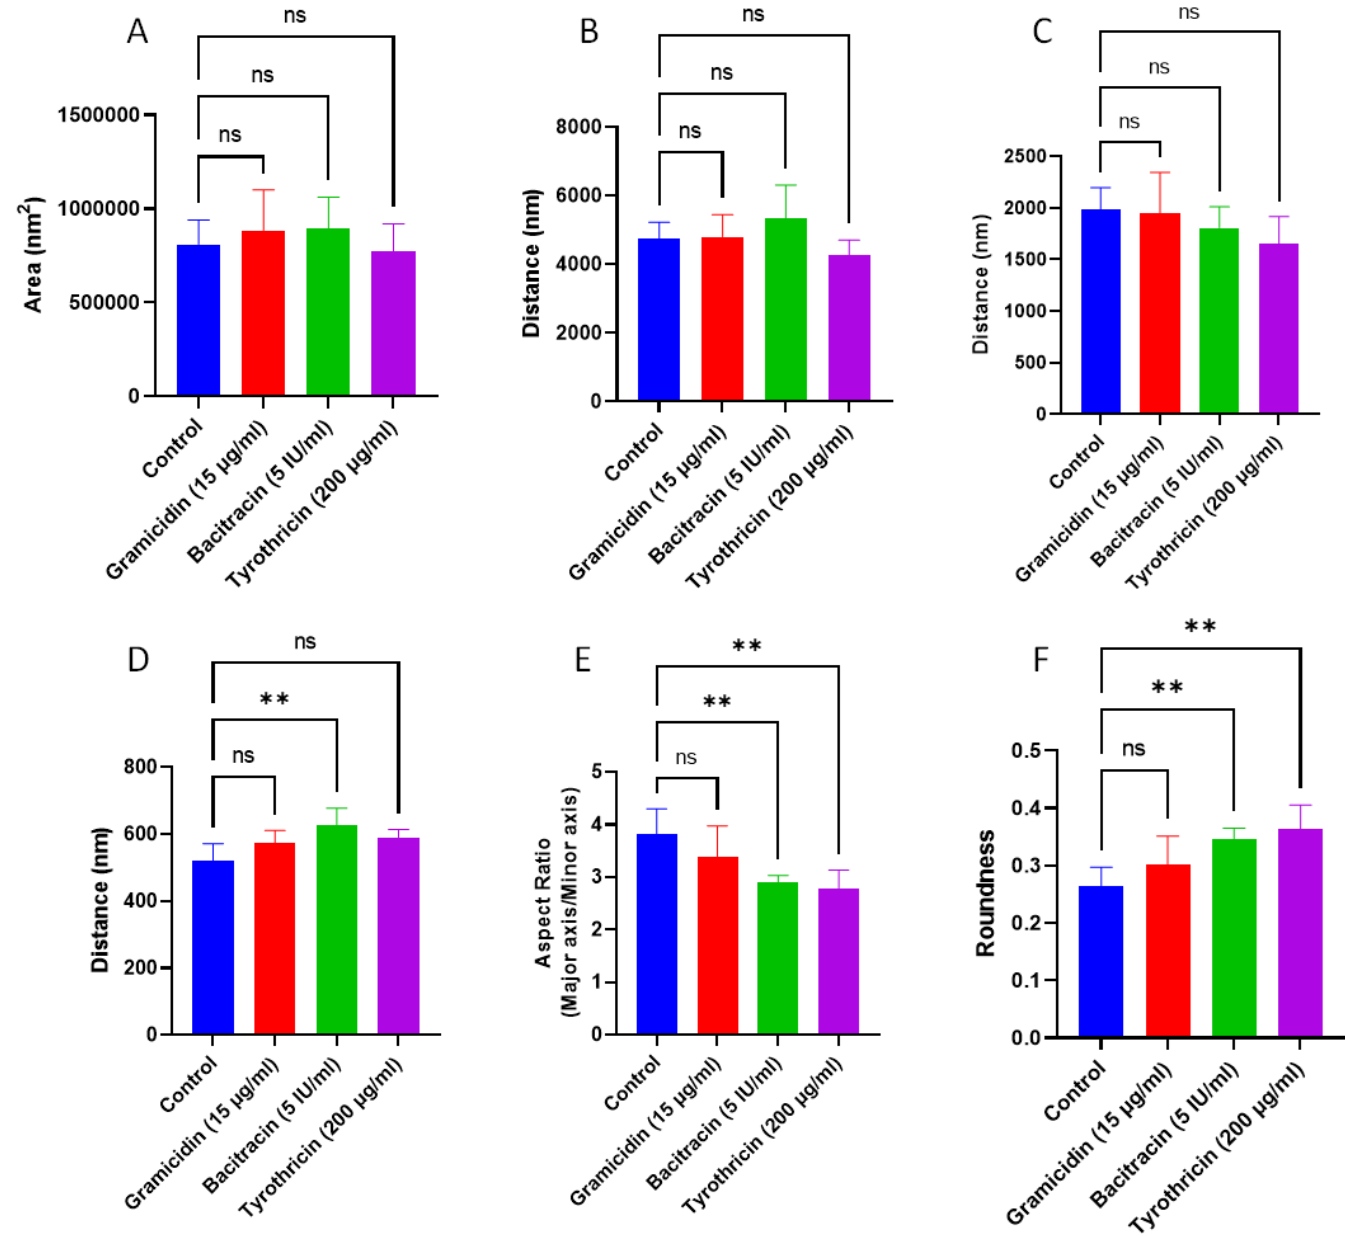 A
ns
ns
ns
1500000
1000000
500000
0
Area (nm²)
Control
Gramicidin (15 µg/ml)
Bacitracin (5 IU/ml)
Tyrothricin (200 µg/ml)
B
ns
ns
ns
8000
6000
4000
2000
0
Distance (nm)
Control
Gramicidin (15 µg/ml)
Bacitracin (5 IU/ml)
Tyrothricin (200 µg/ml)
C
ns
ns
ns
2500
2000
1500
1000
500
0
Distance (nm)
Control
Gramicidin (15 µg/ml)
Bacitracin (5 IU/ml)
Tyrothricin (200 µg/ml)
D
ns
**
ns
800
600
400
200
0
Distance (nm)
Control
Gramicidin (15 µg/ml)
Bacitracin (5 IU/ml)
Tyrothricin (200 µg/ml)
E
**
**
ns
5
4
3
2
1
0
Aspect Ratio
(Major axis/Minor axis)
Control
Gramicidin (15 µg/ml)
Bacitracin (5 IU/ml)
Tyrothricin (200 µg/ml)
F
**
**
ns
0.5
0.4
0.3
0.2
0.1
0.0
Roundness
Control
Gramicidin (15 µg/ml)
Bacitracin (5 IU/ml)
Tyrothricin (200 µg/ml)